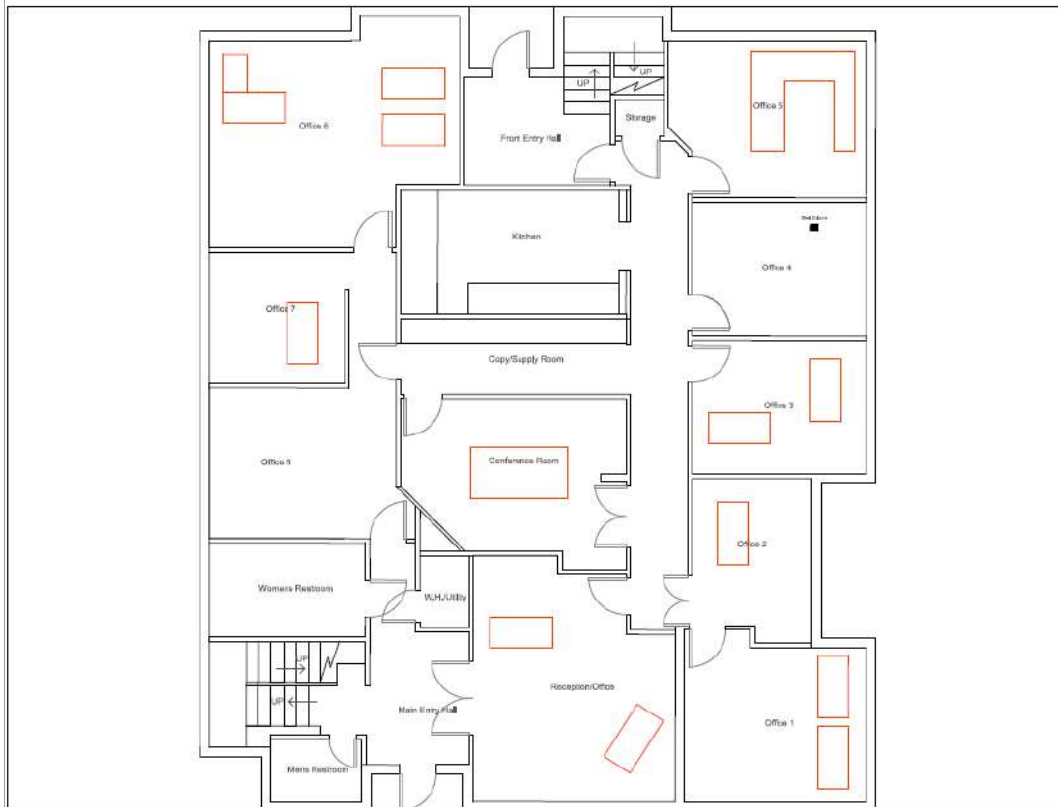 UP
Office 5
UP
Storage
Office 6
Front Entry Hall
Kitchen
Office 4
Office 7
Copy/Supply Room
Office 3
Office 5
Conference Room
Office 2
Womens Restroom
W.H./Utility
UP
Reception/Office
UP
Main Entry Hall
Office 1
Mens Restroom